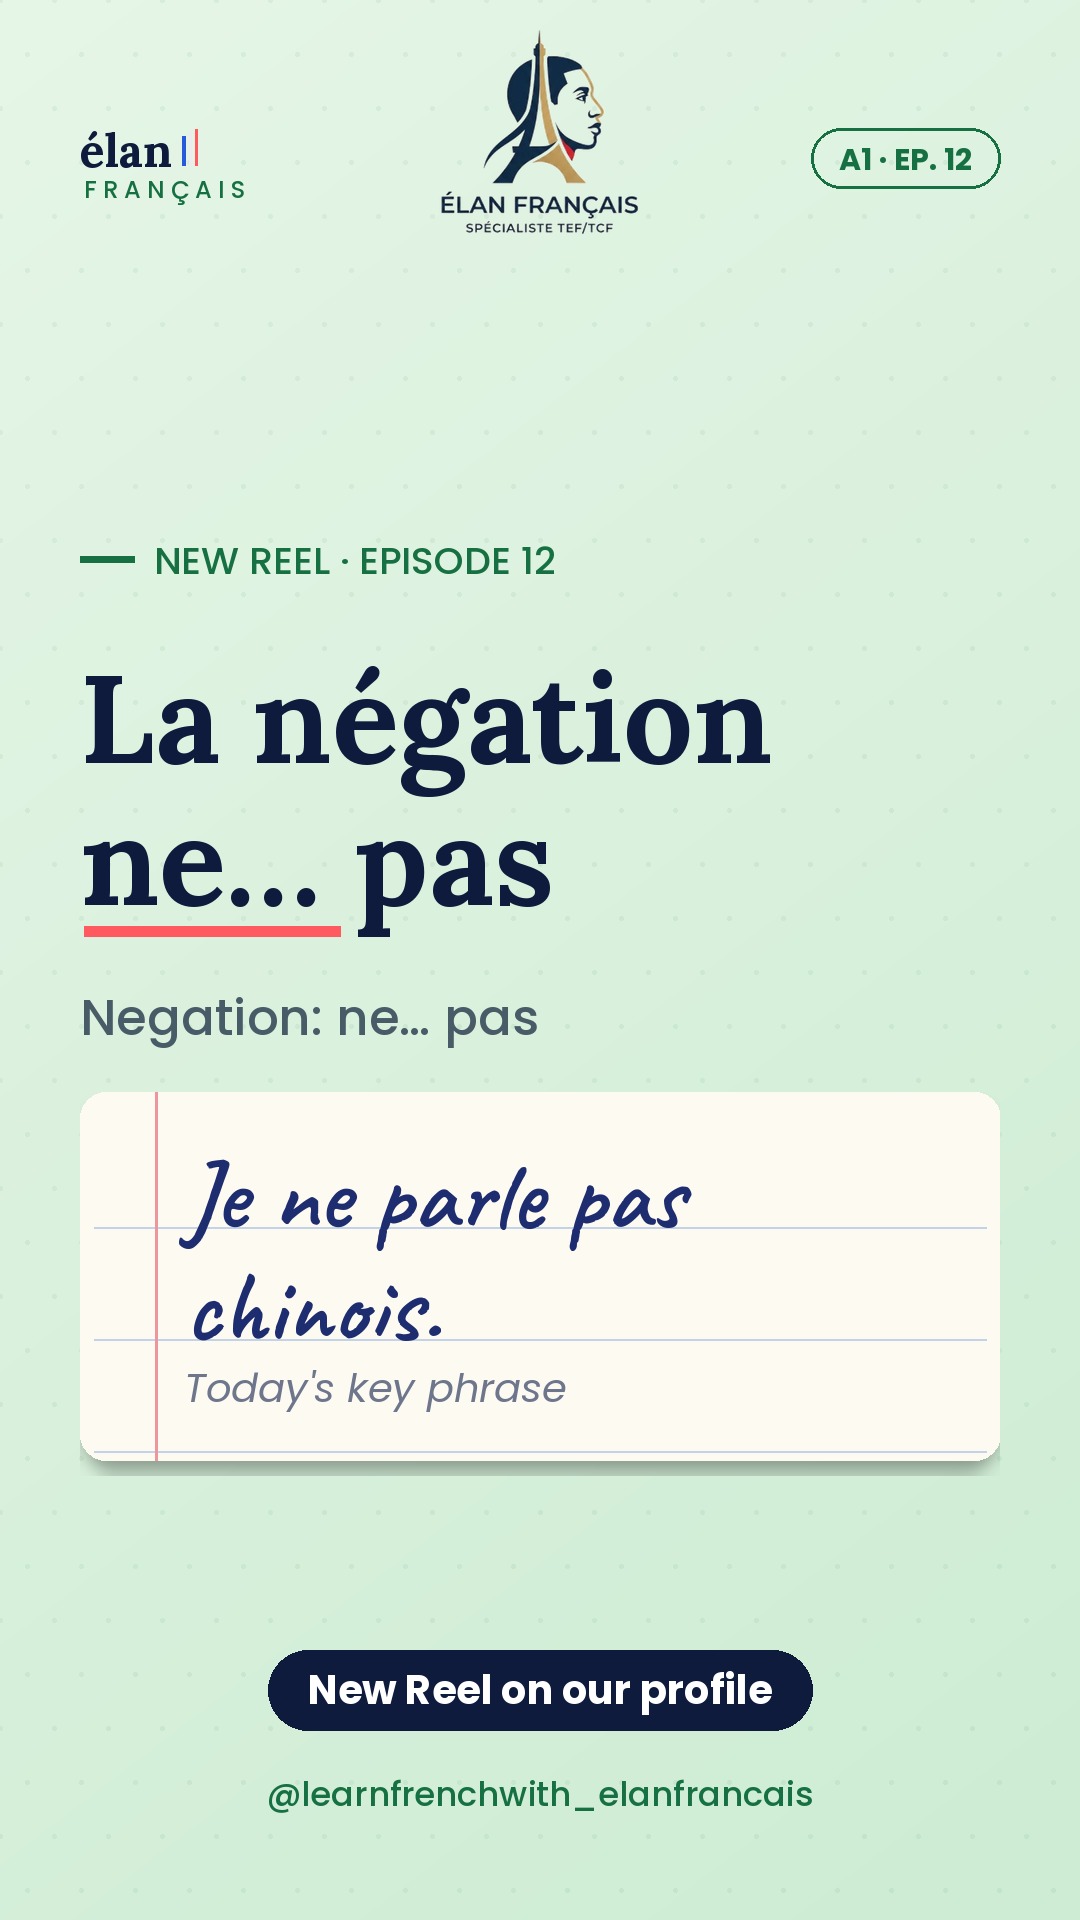 élan
FRANÇAIS
ÉLAN FRANÇAIS
SPÉCIALISTE TEF/TCF
A1 · EP. 12
NEW REEL · EPISODE 12
La négation
ne... pas
Negation: ne... pas
Je ne parle pas
chinois.
Today's key phrase
New Reel on our profile
@learnfrenchwith_elanfrancais